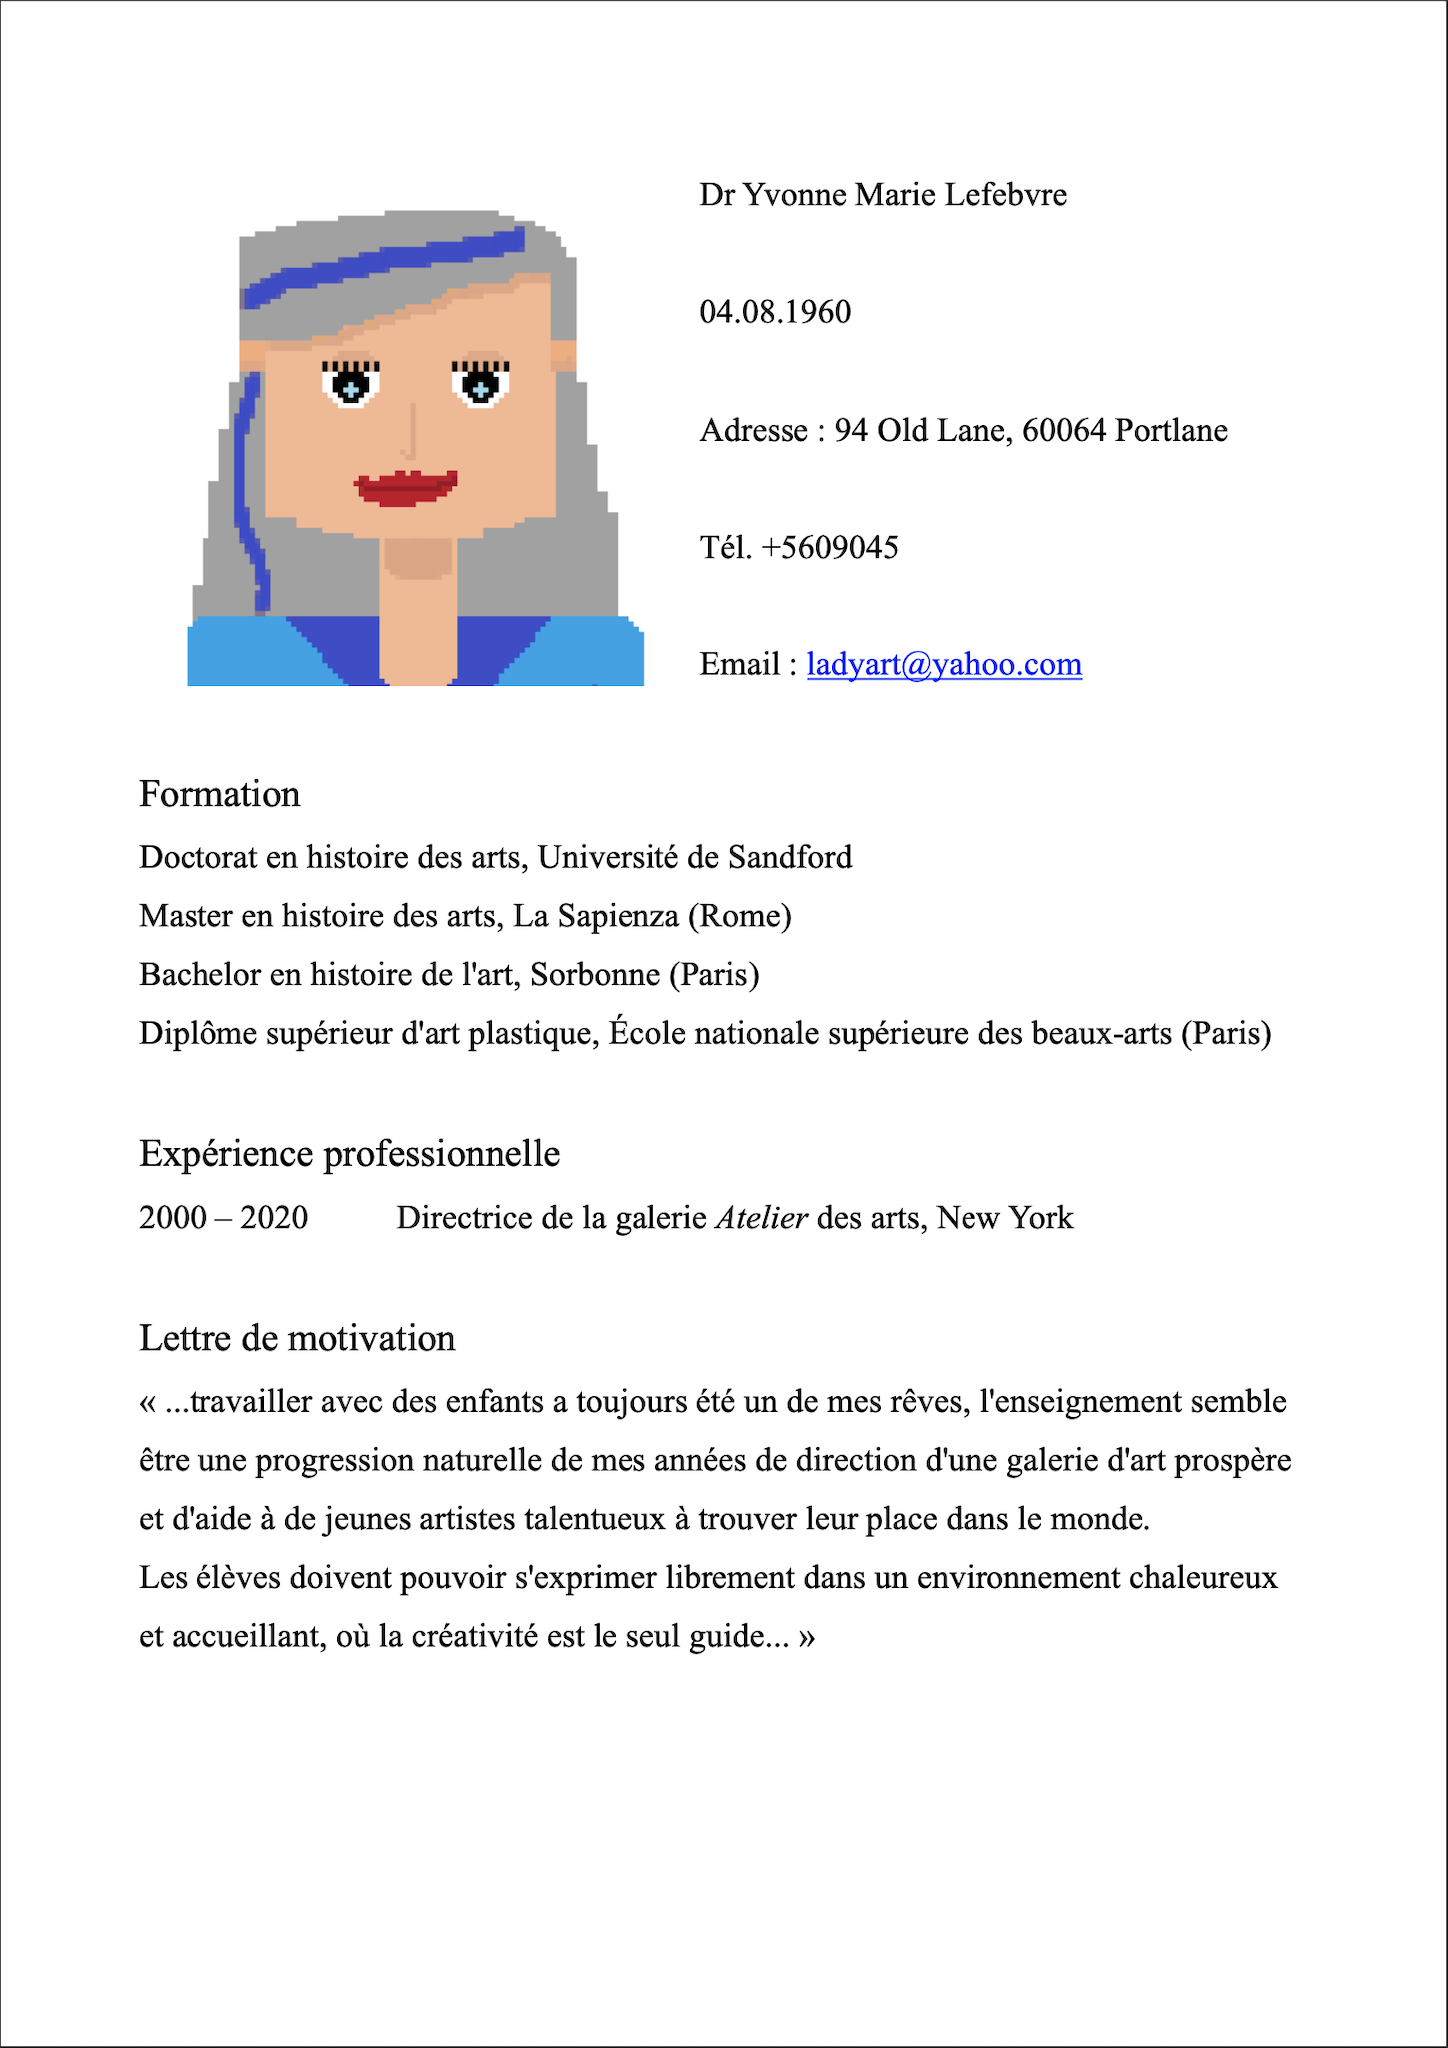 Dr Yvonne Marie Lefebvre
04.08.1960
Adresse : 94 Old Lane, 60064 Portlane
Tél. +5609045
Email : ladyart@yahoo.com
Formation
Doctorat en histoire des arts, Université de Sandford
Master en histoire des arts, La Sapienza (Rome)
Bachelor en histoire de l'art, Sorbonne (Paris)
Diplôme supérieur d'art plastique, École nationale supérieure des beaux-arts (Paris)
Expérience professionnelle
2000 – 2020 Directrice de la galerie Atelier des arts, New York
Lettre de motivation
« ...travailler avec des enfants a toujours été un de mes rêves, l'enseignement semble
être une progression naturelle de mes années de direction d'une galerie d'art prospère
et d'aide à de jeunes artistes talentueux à trouver leur place dans le monde.
Les élèves doivent pouvoir s'exprimer librement dans un environnement chaleureux
et accueillant, où la créativité est le seul guide... »